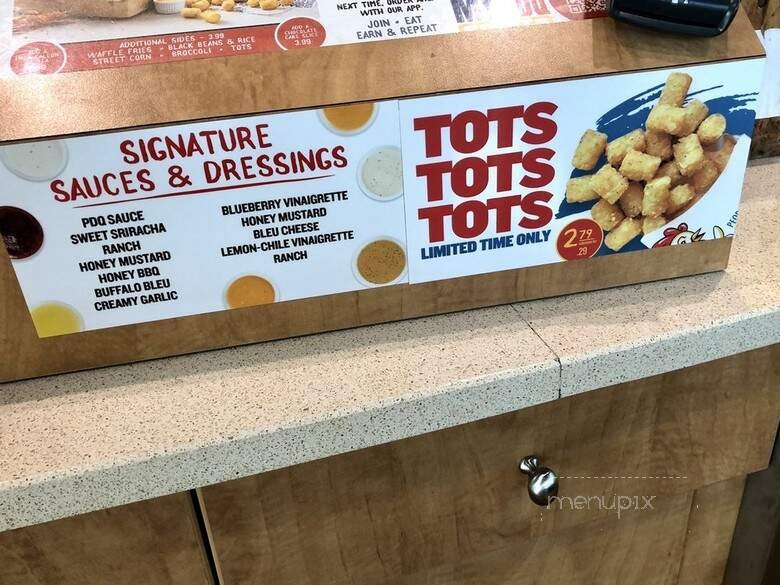 NEXT TIME, ORDER
WITH OUR APP.
JOIN • EAT
EARN & REPEAT
ADD A
CHOCOLATE
CAKE SLICE
3.99
ADDITIONAL SIDES - 3.99
WAFFLE FRIES • BLACK BEANS & RICE
STREET CORN • BROCCOLI • TOTS
SIGNATURE
SAUCES & DRESSINGS
PDQ SAUCE
SWEET SRIRACHA
RANCH
HONEY MUSTARD
HONEY BBQ
BUFFALO BLEU
CREAMY GARLIC
BLUEBERRY VINAIGRETTE
HONEY MUSTARD
BLEU CHEESE
LEMON-CHILE VINAIGRETTE
RANCH
TOTS
TOTS
TOTS
LIMITED TIME ONLY
2.79
.29
menupix